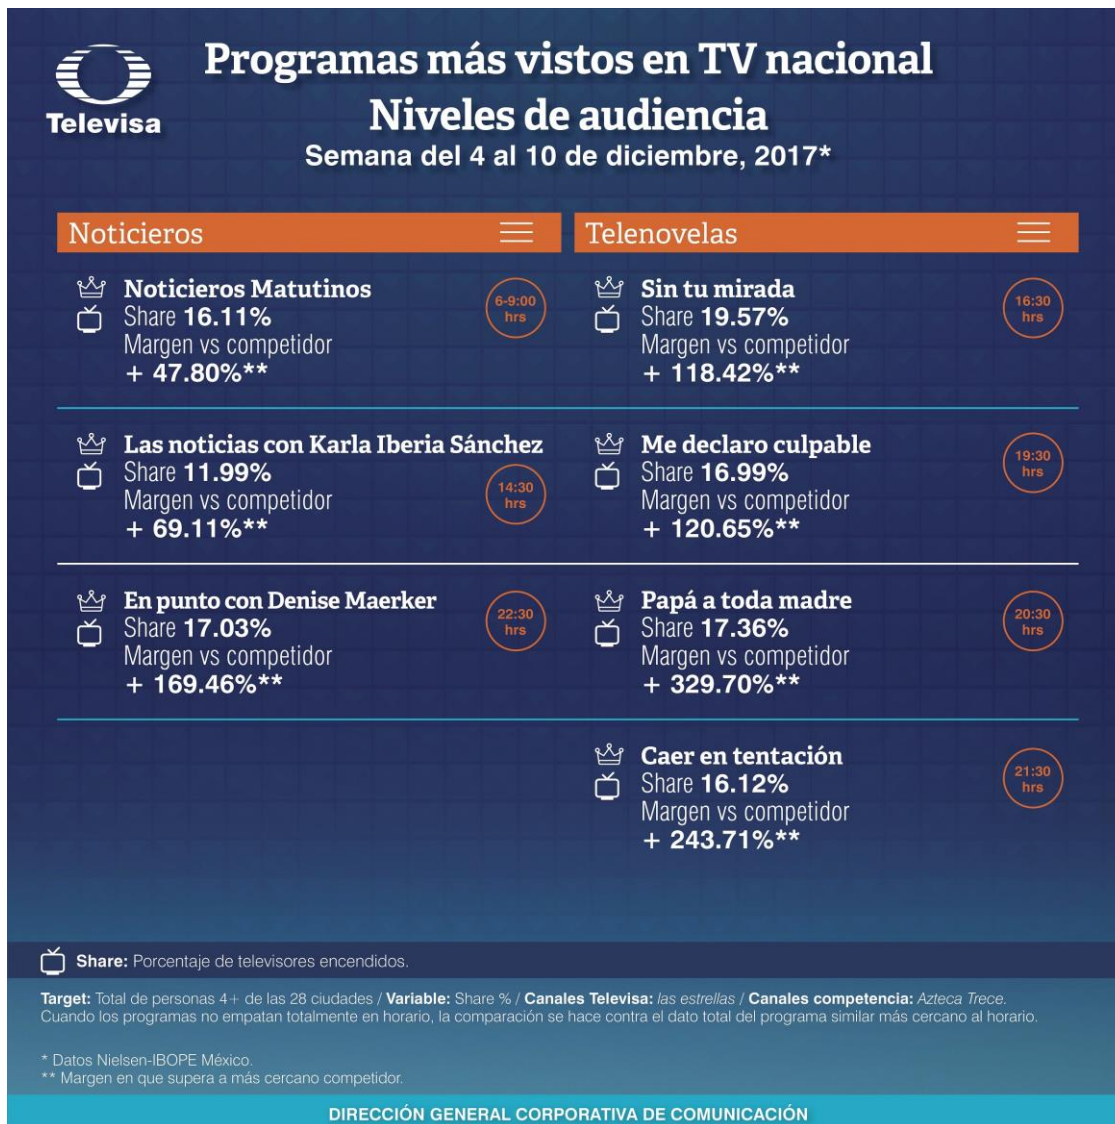 Televisa
Programas más vistos en TV nacional
Niveles de audiencia
Semana del 4 al 10 de diciembre, 2017*
Noticieros
Noticieros Matutinos
Share 16.11%
Margen vs competidor
+ 47.80%**
6-9:00
hrs
Las noticias con Karla Iberia Sánchez
Share 11.99%
Margen vs competidor
+ 69.11%**
14:30
hrs
En punto con Denise Maerker
Share 17.03%
Margen vs competidor
+ 169.46%**
22:30
hrs
Telenovelas
Sin tu mirada
Share 19.57%
Margen vs competidor
+ 118.42%**
16:30
hrs
Me declaro culpable
Share 16.99%
Margen vs competidor
+ 120.65%**
19:30
hrs
Papá a toda madre
Share 17.36%
Margen vs competidor
+ 329.70%**
20:30
hrs
Caer en tentación
Share 16.12%
Margen vs competidor
+ 243.71%**
21:30
hrs
Share: Porcentaje de televisores encendidos.
Target: Total de personas 4+ de las 28 ciudades / Variable: Share % / Canales Televisa: las estrellas / Canales competencia: Azteca Trece.
Cuando los programas no empatan totalmente en horario, la comparación se hace contra el dato total del programa similar más cercano al horario.
* Datos Nielsen-IBOPE México.
** Margen en que supera a más cercano competidor.
DIRECCIÓN GENERAL CORPORATIVA DE COMUNICACIÓN